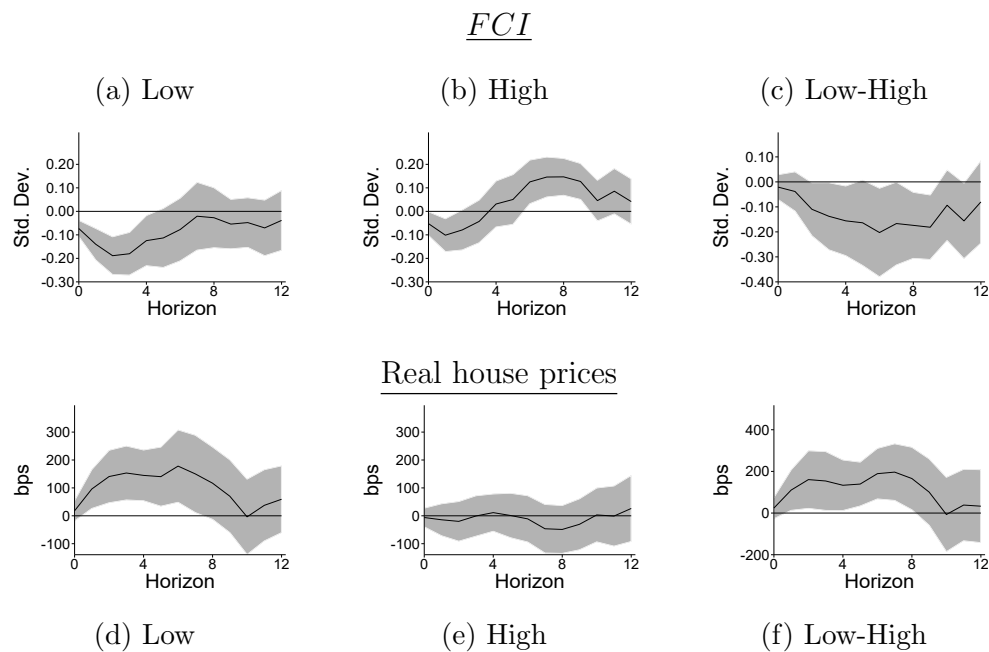 FCI
(a) Low
(b) High
(c) Low-High
Std. Dev.
0.20
0.10
0.00
-0.10
-0.20
-0.30
0
4
8
12
Horizon
Std. Dev.
0.20
0.10
0.00
-0.10
-0.20
-0.30
0
4
8
12
Horizon
Std. Dev.
0.10
0.00
-0.10
-0.20
-0.30
-0.40
0
4
8
12
Horizon
Real house prices
bps
300
200
100
0
-100
0
4
8
12
Horizon
bps
300
200
100
0
-100
0
4
8
12
Horizon
bps
400
200
0
-200
0
4
8
12
Horizon
(d) Low
(e) High
(f) Low-High